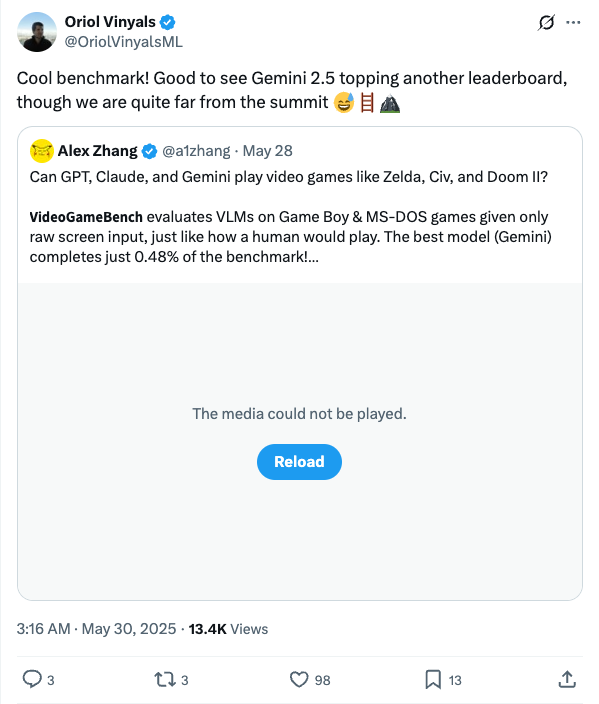 Oriol Vinyals
@OriolVinyalsML
Cool benchmark! Good to see Gemini 2.5 topping another leaderboard,
though we are quite far from the summit 😅🪜⛰️
Alex Zhang @a1zhang · May 28
Can GPT, Claude, and Gemini play video games like Zelda, Civ, and Doom II?
𝗩𝗶𝗱𝗲𝗼𝗚𝗮𝗺𝗲𝗕𝗲𝗻𝗰𝗵 evaluates VLMs on Game Boy & MS-DOS games given only
raw screen input, just like how a human would play. The best model (Gemini)
completes just 0.48% of the benchmark!...
The media could not be played.
Reload
3:16 AM · May 30, 2025 · 13.4K Views
3 3 98 13